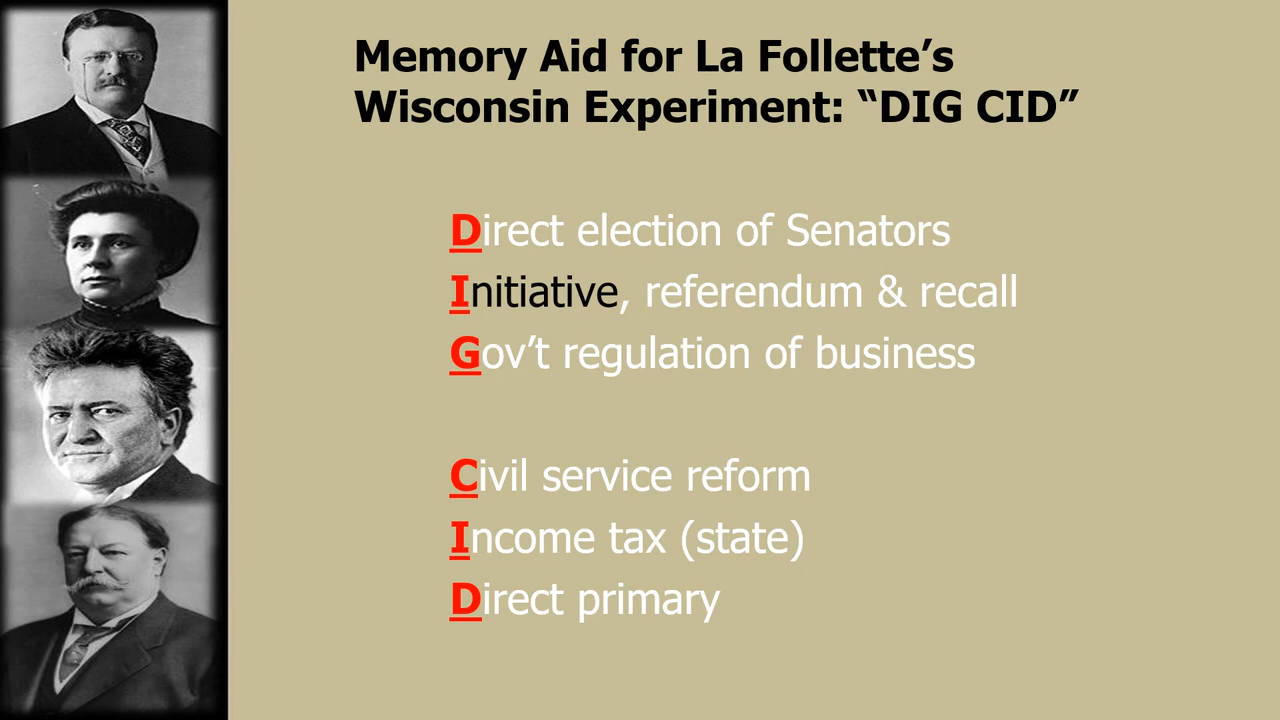 Memory Aid for La Follette’s
Wisconsin Experiment: “DIG CID”
Direct election of Senators
Initiative, referendum & recall
Gov’t regulation of business
Civil service reform
Income tax (state)
Direct primary